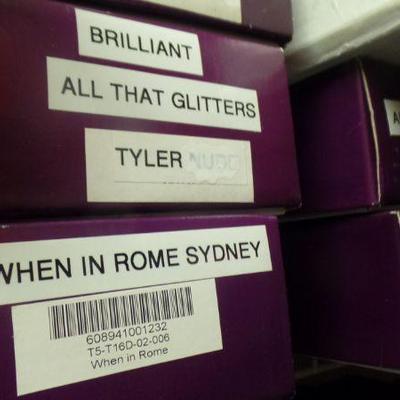 BRILLIANT
ALL THAT GLITTERS
TYLER
WHEN IN ROME SYDNEY
608941001232
T5-T16D-02-006
When in Rome